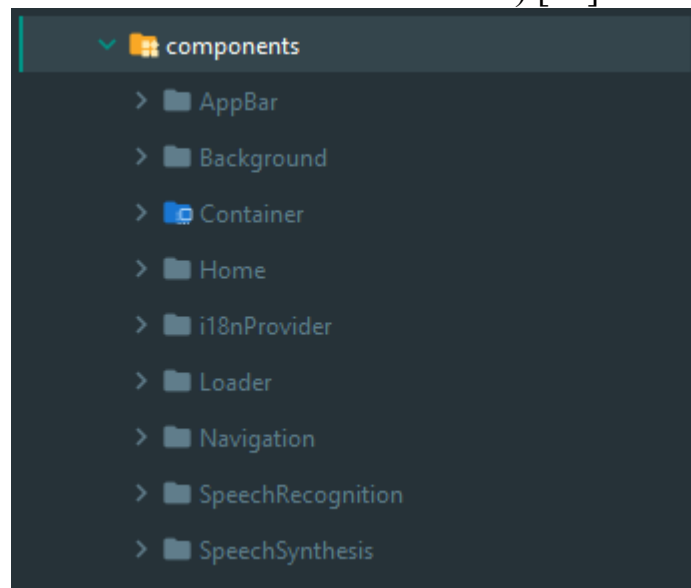 components
AppBar
Background
Container
Home
i18nProvider
Loader
Navigation
SpeechRecognition
SpeechSynthesis